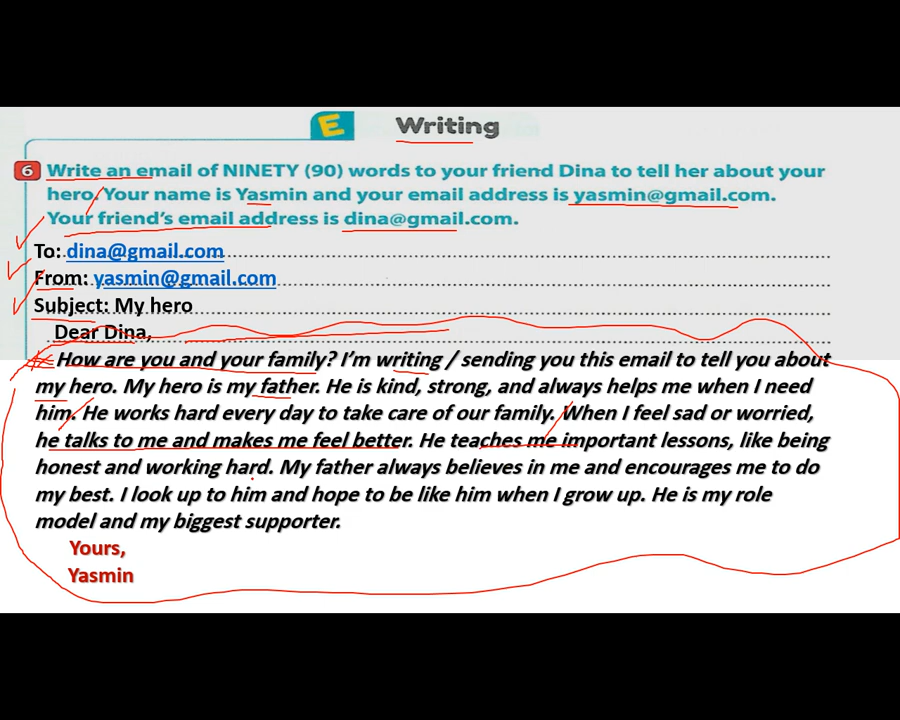 E Writing
6 Write an email of NINETY (90) words to your friend Dina to tell her about your
hero. Your name is Yasmin and your email address is yasmin@gmail.com.
Your friend's email address is dina@gmail.com.
To: dina@gmail.com
From: yasmin@gmail.com
Subject: My hero
Dear Dina,
How are you and your family? I'm writing / sending you this email to tell you about
my hero. My hero is my father. He is kind, strong, and always helps me when I need
him. He works hard every day to take care of our family. When I feel sad or worried,
he talks to me and makes me feel better. He teaches me important lessons, like being
honest and working hard. My father always believes in me and encourages me to do
my best. I look up to him and hope to be like him when I grow up. He is my role
model and my biggest supporter.
Yours,
Yasmin